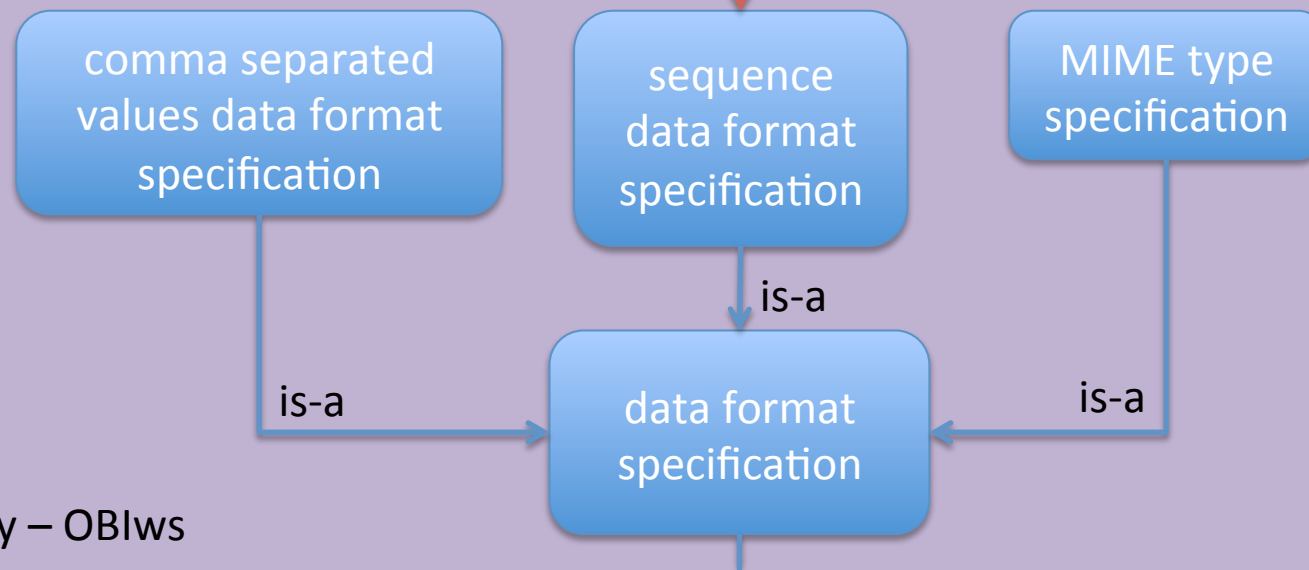 comma separated
values data format
specification
sequence
data format
specification
MIME type
specification
is-a
is-a
is-a
data format
specification
y – OBIws